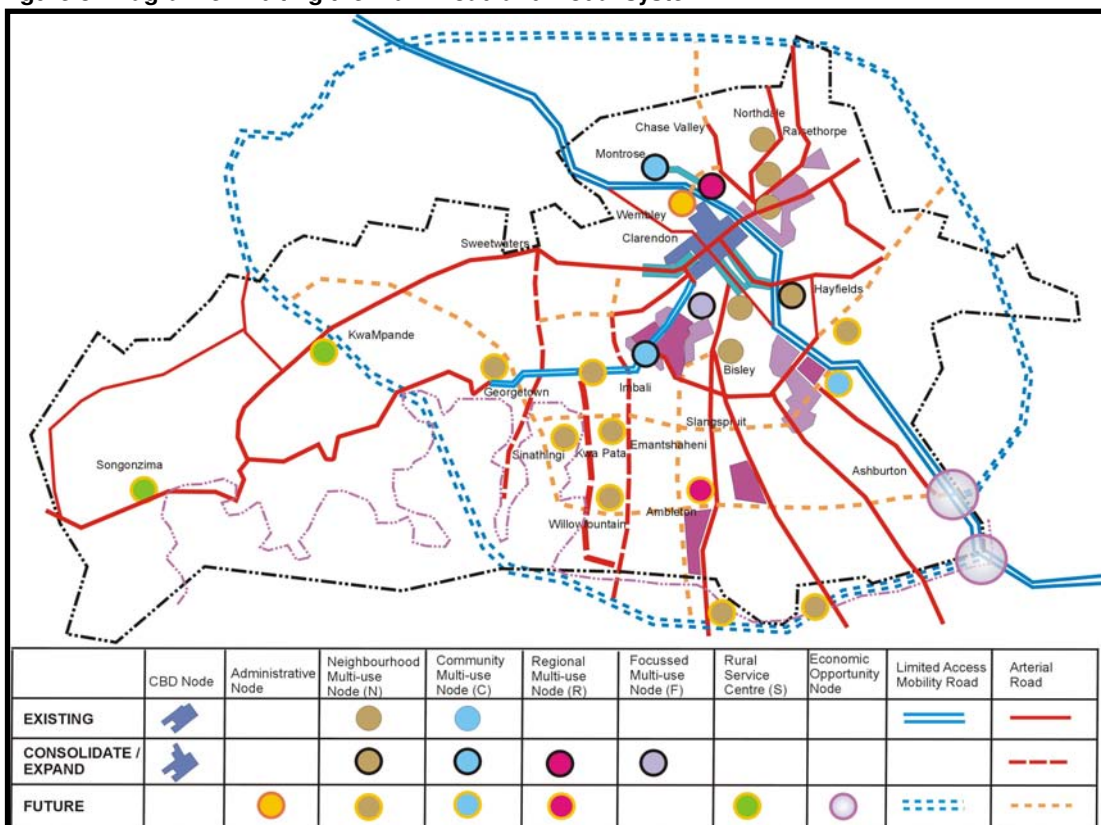 Chase Valley
Northdale
Raisethorpe
Montrose
Wembley
Clarendon
Sweetwaters
Hayfields
KwaMpande
Bisley
Georgetown
Imbali
Slangspruit
Sinathingi
Kwa Pata
Emantshaheni
Songonzima
Ashburton
Ambleton
Willowfountain
CBD Node
Administrative
Node
Neighbourhood
Multi-use
Node (N)
Community
Multi-use
Node (C)
Regional
Multi-use
Node (R)
Focussed
Multi-use
Node (F)
Rural
Service
Centre (S)
Economic
Opportunity
Node
Limited Access
Mobility Road
Arterial
Road
EXISTING
CONSOLIDATE /
EXPAND
FUTURE